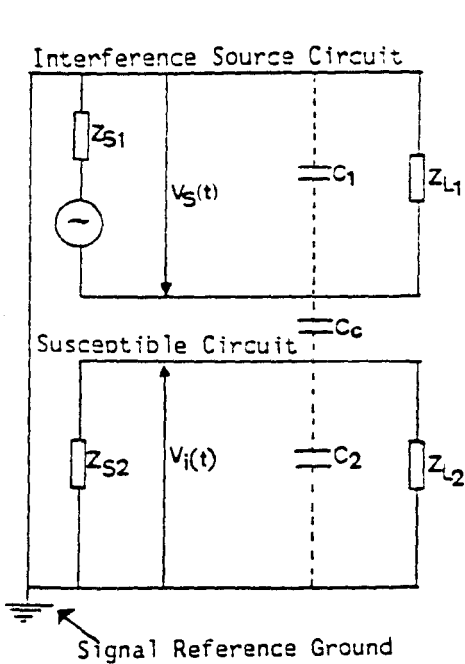 Interference Source Circuit
ZS1
~
VS(t)
C1
ZL1
Cc
Susceptible Circuit
ZS2
Vi(t)
C2
ZL2
Signal Reference Ground